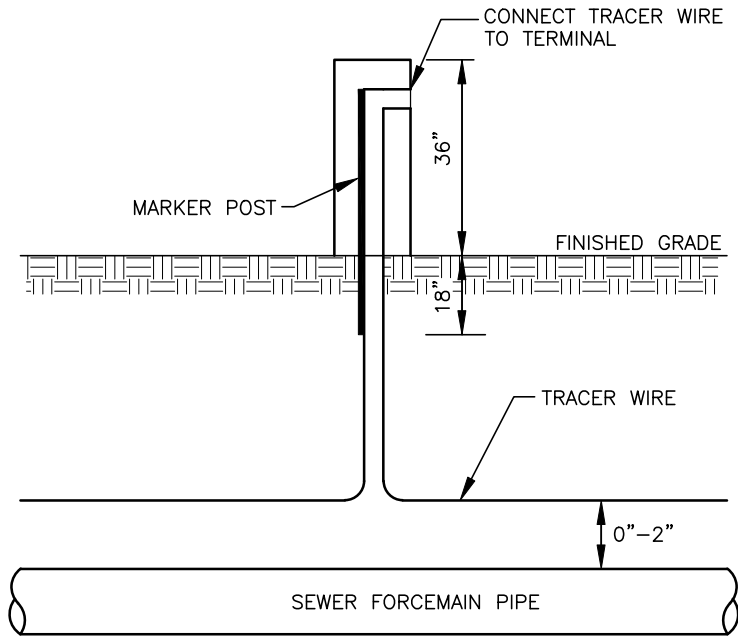 CONNECT TRACER WIRE
TO TERMINAL
36"
MARKER POST
FINISHED GRADE
18"
TRACER WIRE
0"-2"
SEWER FORCEMAIN PIPE